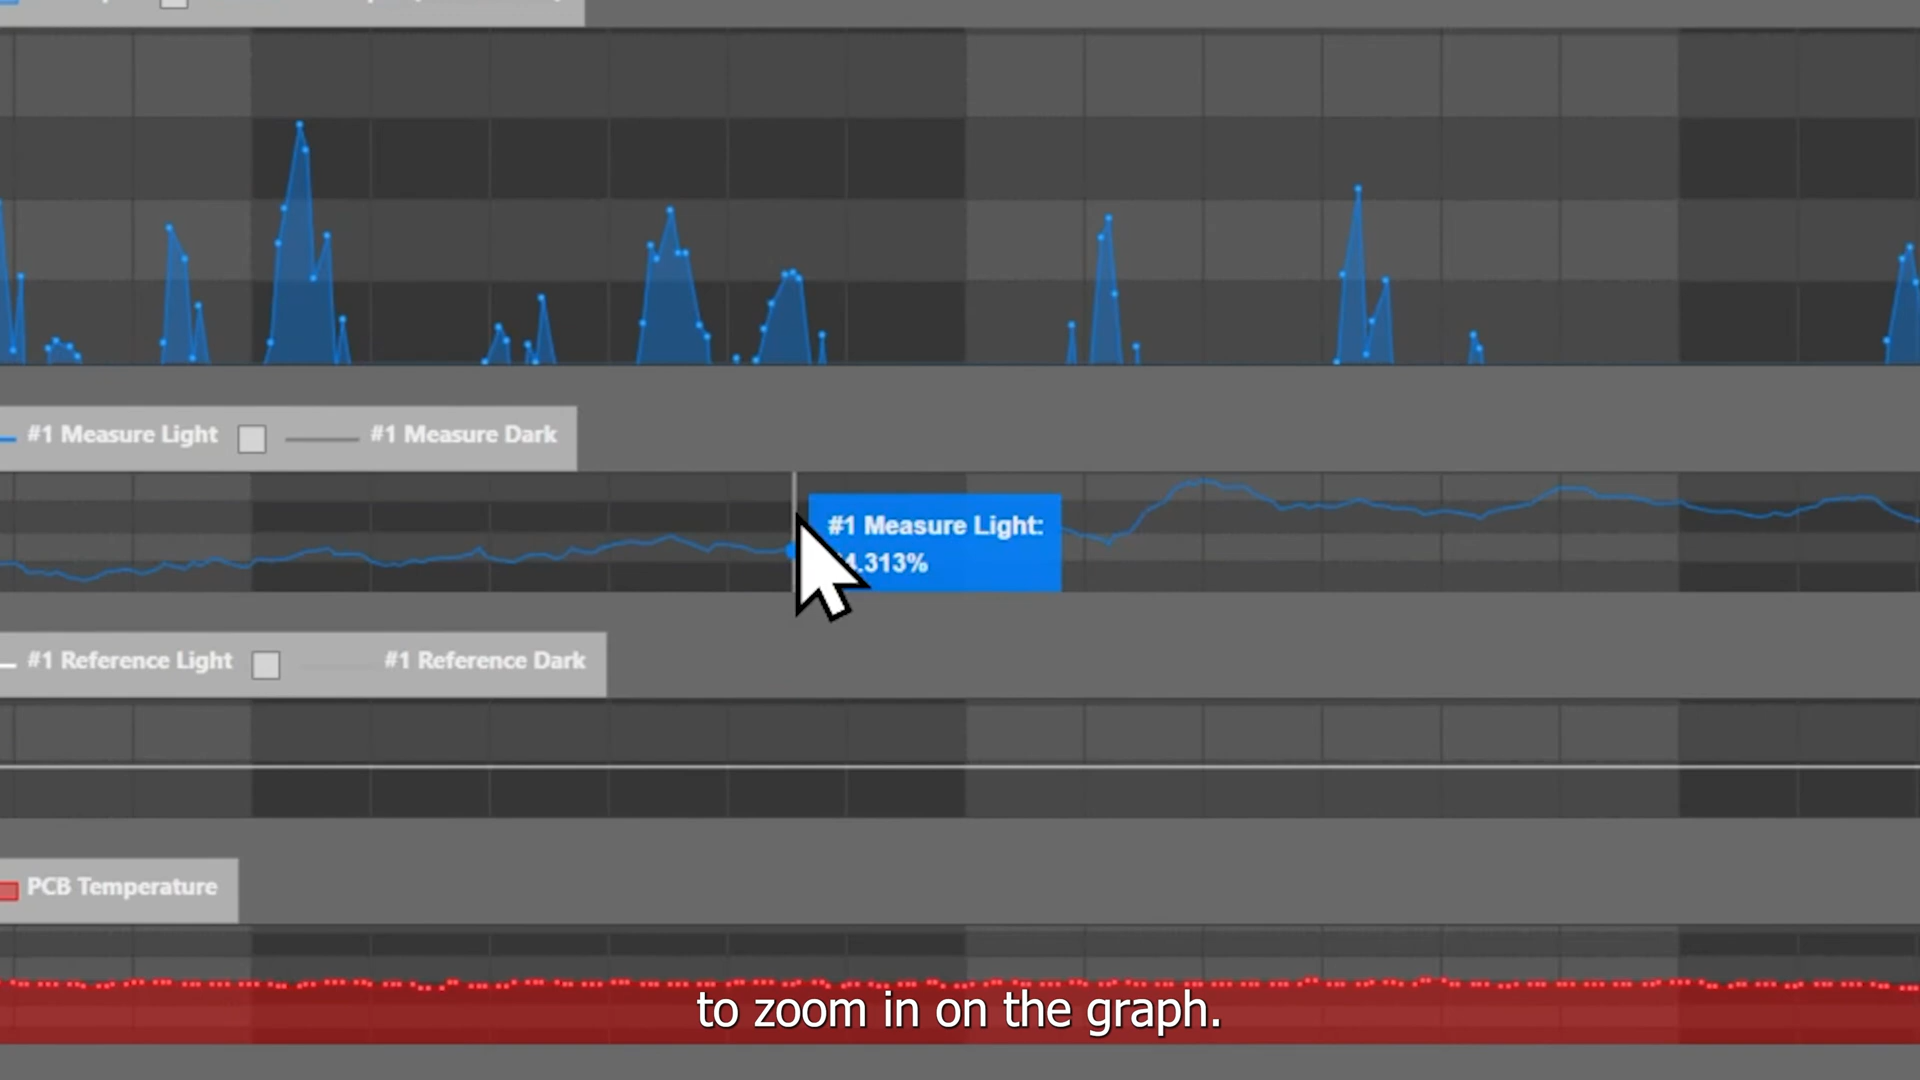 #1 Measure Light #1 Measure Dark
#1 Measure Light:
#1 Reference Light #1 Reference Dark
PCB Temperature
to zoom in on the graph.